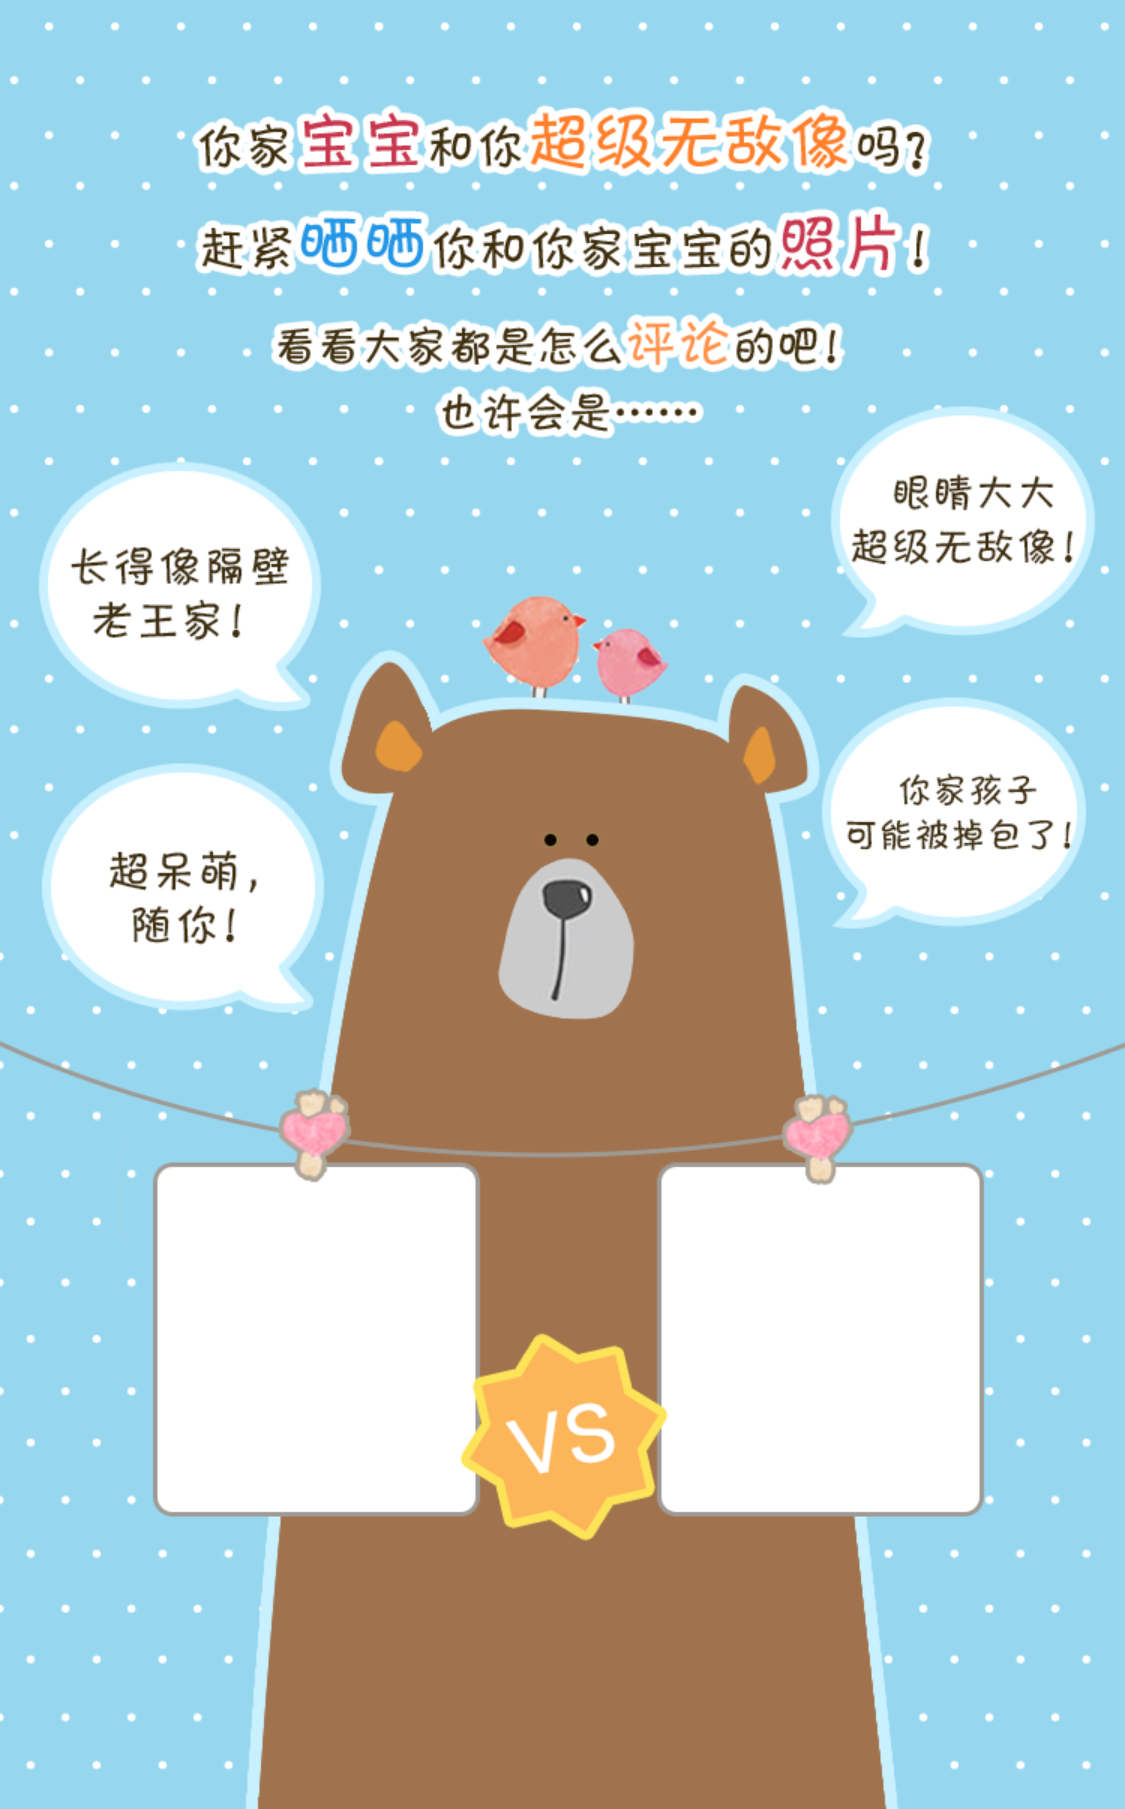 你家宝宝和你超级无敌像吗?
赶紧晒晒你和你家宝宝的照片!
看看大家都是怎么评论的吧!
也许会是……
长得像隔壁
老王家!
眼睛大大
超级无敌像!
超呆萌,
随你!
你家孩子
可能被掉包了!
VS